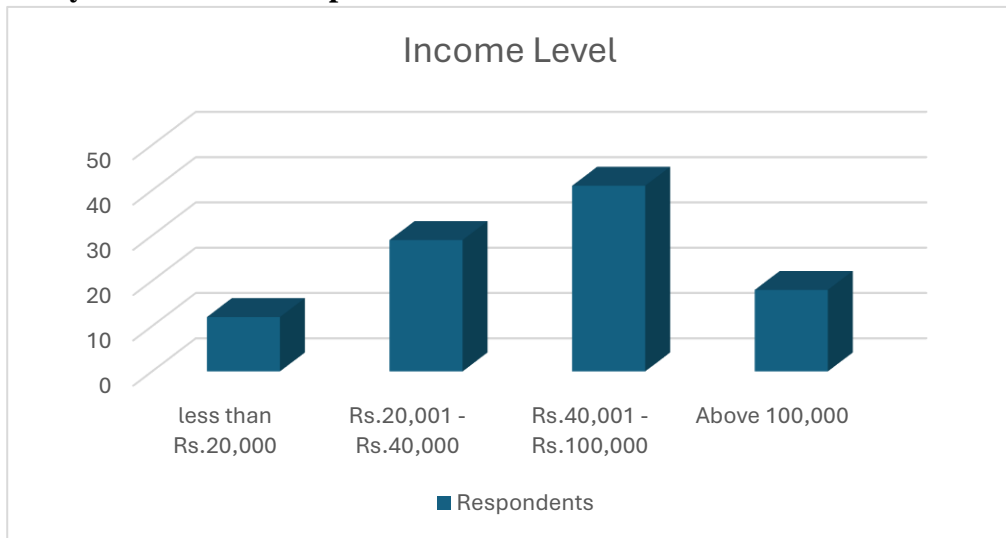 Income Level
50
40
30
20
10
0
less than
Rs.20,000
Rs.20,001 -
Rs.40,000
Rs.40,001 -
Rs.100,000
Above 100,000
Respondents